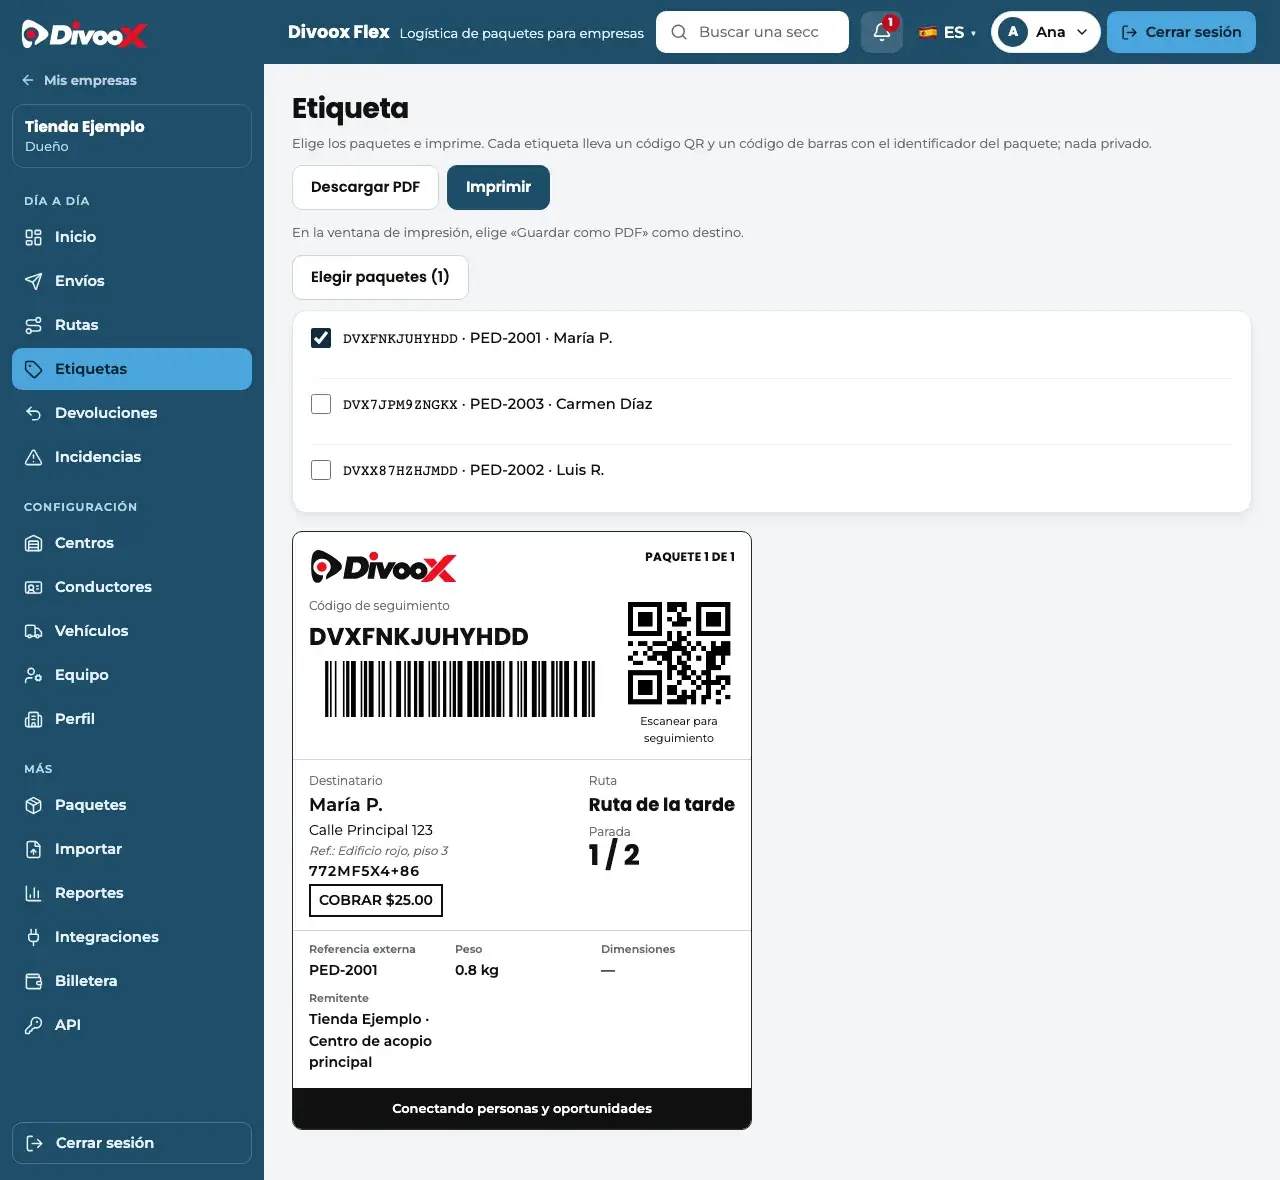 DivooX
Divoox Flex Logística de paquetes para empresas
Buscar una secc
1
ES
A Ana
Cerrar sesión
Mis empresas
Tienda Ejemplo
Dueño
DÍA A DÍA
Inicio
Envíos
Rutas
Etiquetas
Devoluciones
Incidencias
CONFIGURACIÓN
Centros
Conductores
Vehículos
Equipo
Perfil
MÁS
Paquetes
Importar
Reportes
Integraciones
Billetera
API
Cerrar sesión
Etiqueta
Elige los paquetes e imprime. Cada etiqueta lleva un código QR y un código de barras con el identificador del paquete; nada privado.
Descargar PDF
Imprimir
En la ventana de impresión, elige «Guardar como PDF» como destino.
Elegir paquetes (1)
DVXFNKJUHYHDD · PED-2001 · María P.
DVX7JPM9ZNGKX · PED-2003 · Carmen Díaz
DVXX87HZHJMDD · PED-2002 · Luis R.
DivooX
PAQUETE 1 DE 1
Código de seguimiento
DVXFNKJUHYHDD
Escanear para
seguimiento
Destinatario
María P.
Calle Principal 123
Ref.: Edificio rojo, piso 3
772MF5X4+86
COBRAR $25.00
Ruta
Ruta de la tarde
Parada
1 / 2
Referencia externa
PED-2001
Peso
0.8 kg
Dimensiones
—
Remitente
Tienda Ejemplo ·
Centro de acopio
principal
Conectando personas y oportunidades